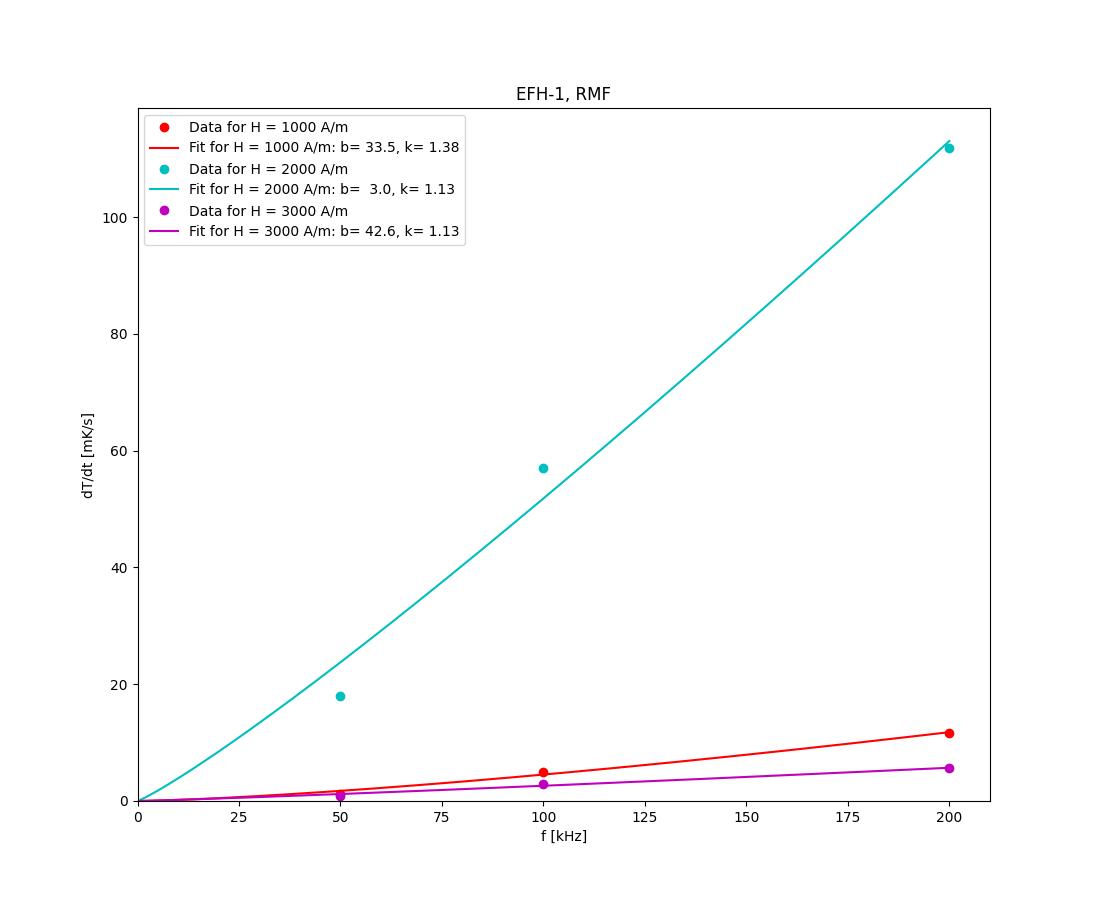 EFH-1, RMF
Data for H = 1000 A/m
Fit for H = 1000 A/m: b= 33.5, k= 1.38
Data for H = 2000 A/m
Fit for H = 2000 A/m: b=  3.0, k= 1.13
Data for H = 3000 A/m
Fit for H = 3000 A/m: b= 42.6, k= 1.13
100
80
60
40
20
0
dT/dt [mK/s]
0 25 50 75 100 125 150 175 200
f [kHz]